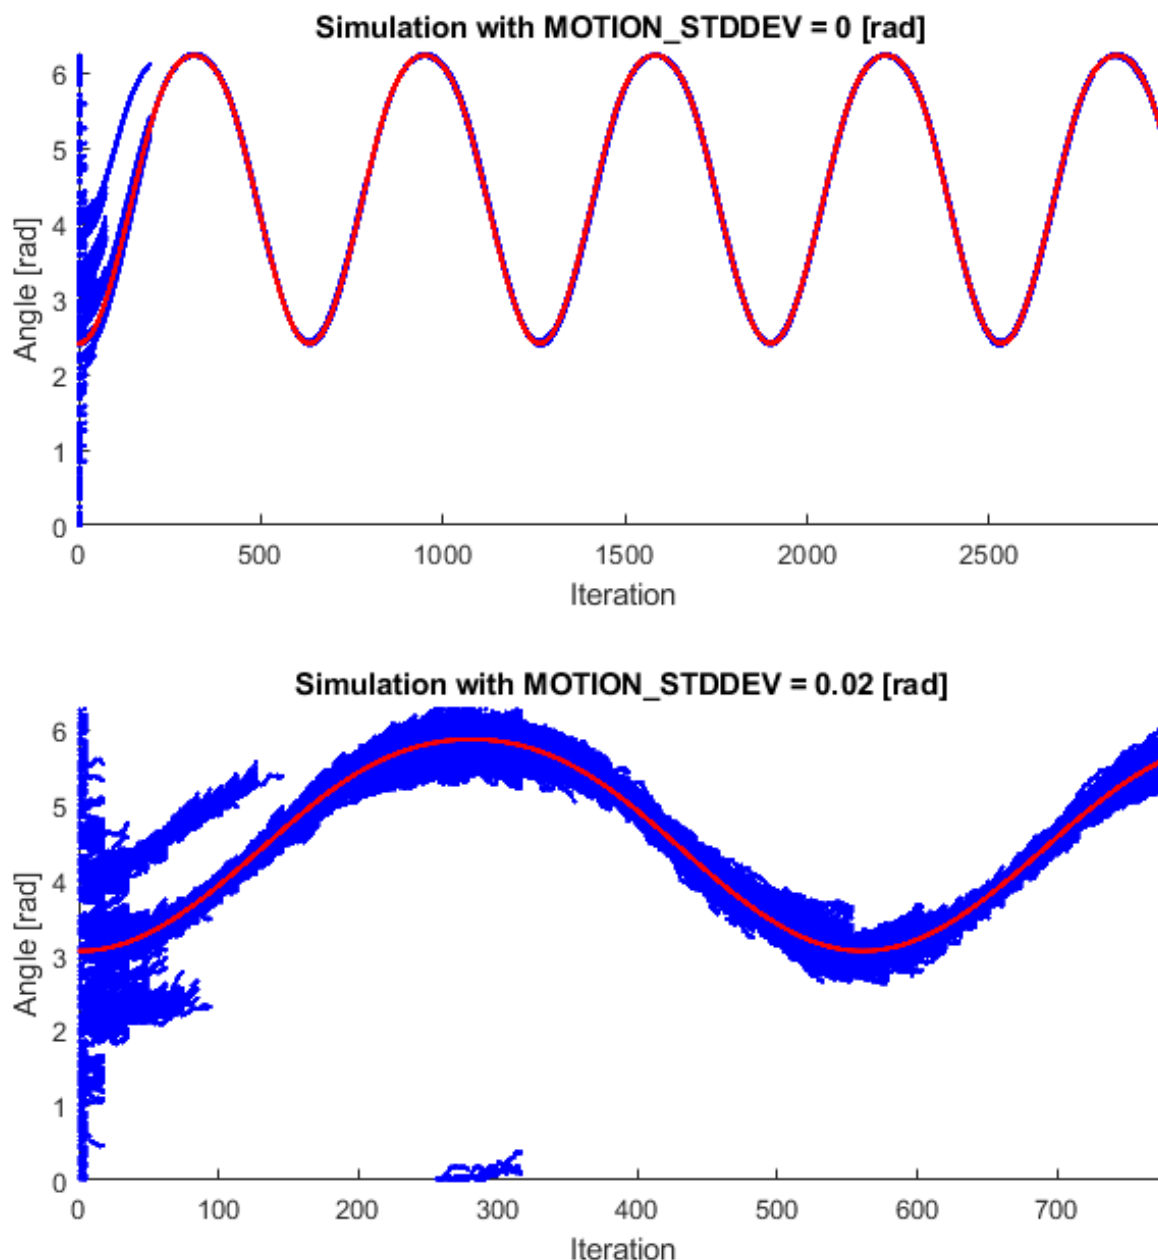 Simulation with MOTION_STDDEV = 0 [rad]
6
5
4
3
2
1
0
Angle [rad]
0 500 1000 1500 2000 2500
Iteration
Simulation with MOTION_STDDEV = 0.02 [rad]
6
5
4
3
2
1
0
Angle [rad]
0 100 200 300 400 500 600 700
Iteration